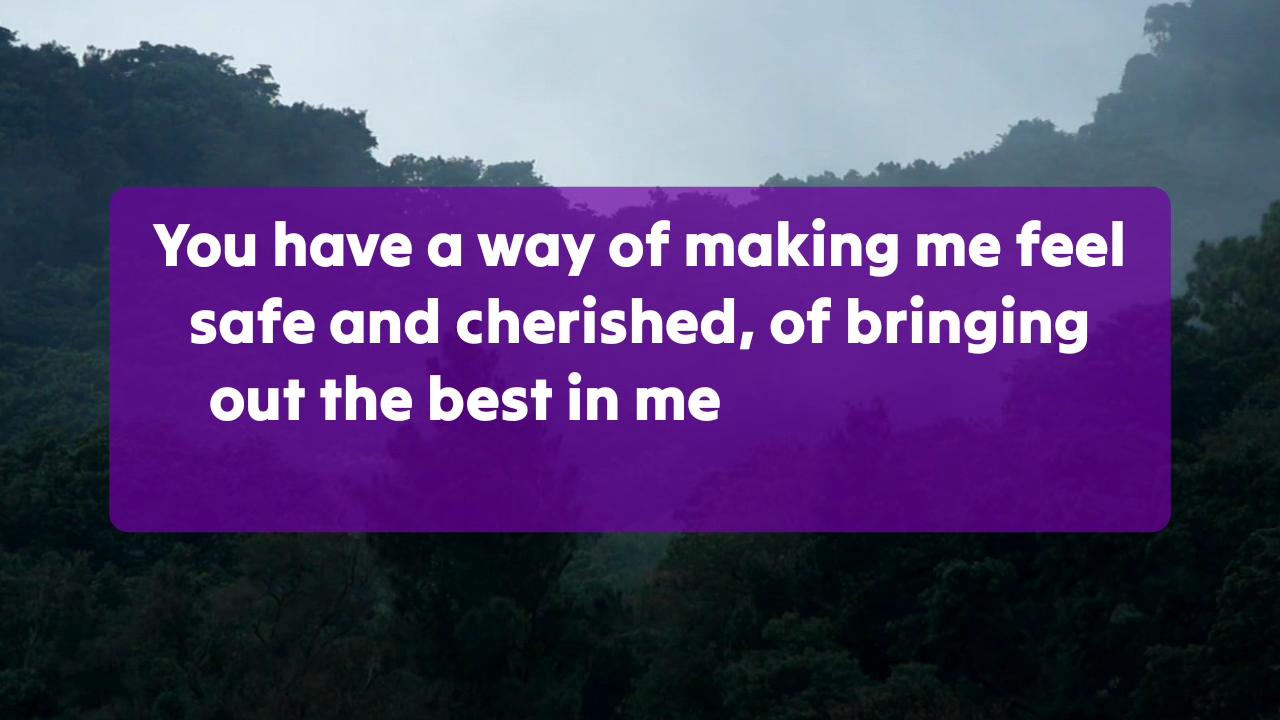 You have a way of making me feel
safe and cherished, of bringing
out the best in me